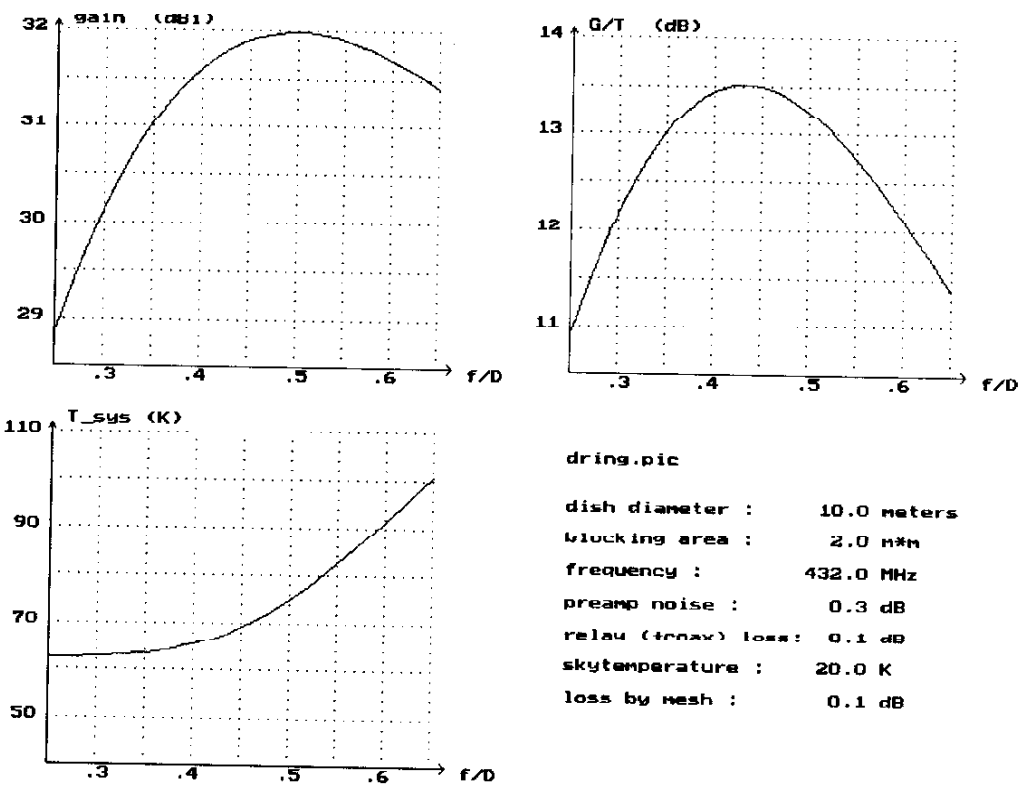 gain (dBi)
32
31
30
29
.3 .4 .5 .6 f/D
G/T (dB)
14
13
12
11
.3 .4 .5 .6 f/D
T_sys (K)
110
90
70
50
.3 .4 .5 .6 f/D
dring.pic
dish diameter : 10.0 meters
blocking area : 2.0 m*m
frequency : 432.0 MHz
preamp noise : 0.3 dB
relay (+coax) loss: 0.1 dB
skytemperature : 20.0 K
loss by mesh : 0.1 dB